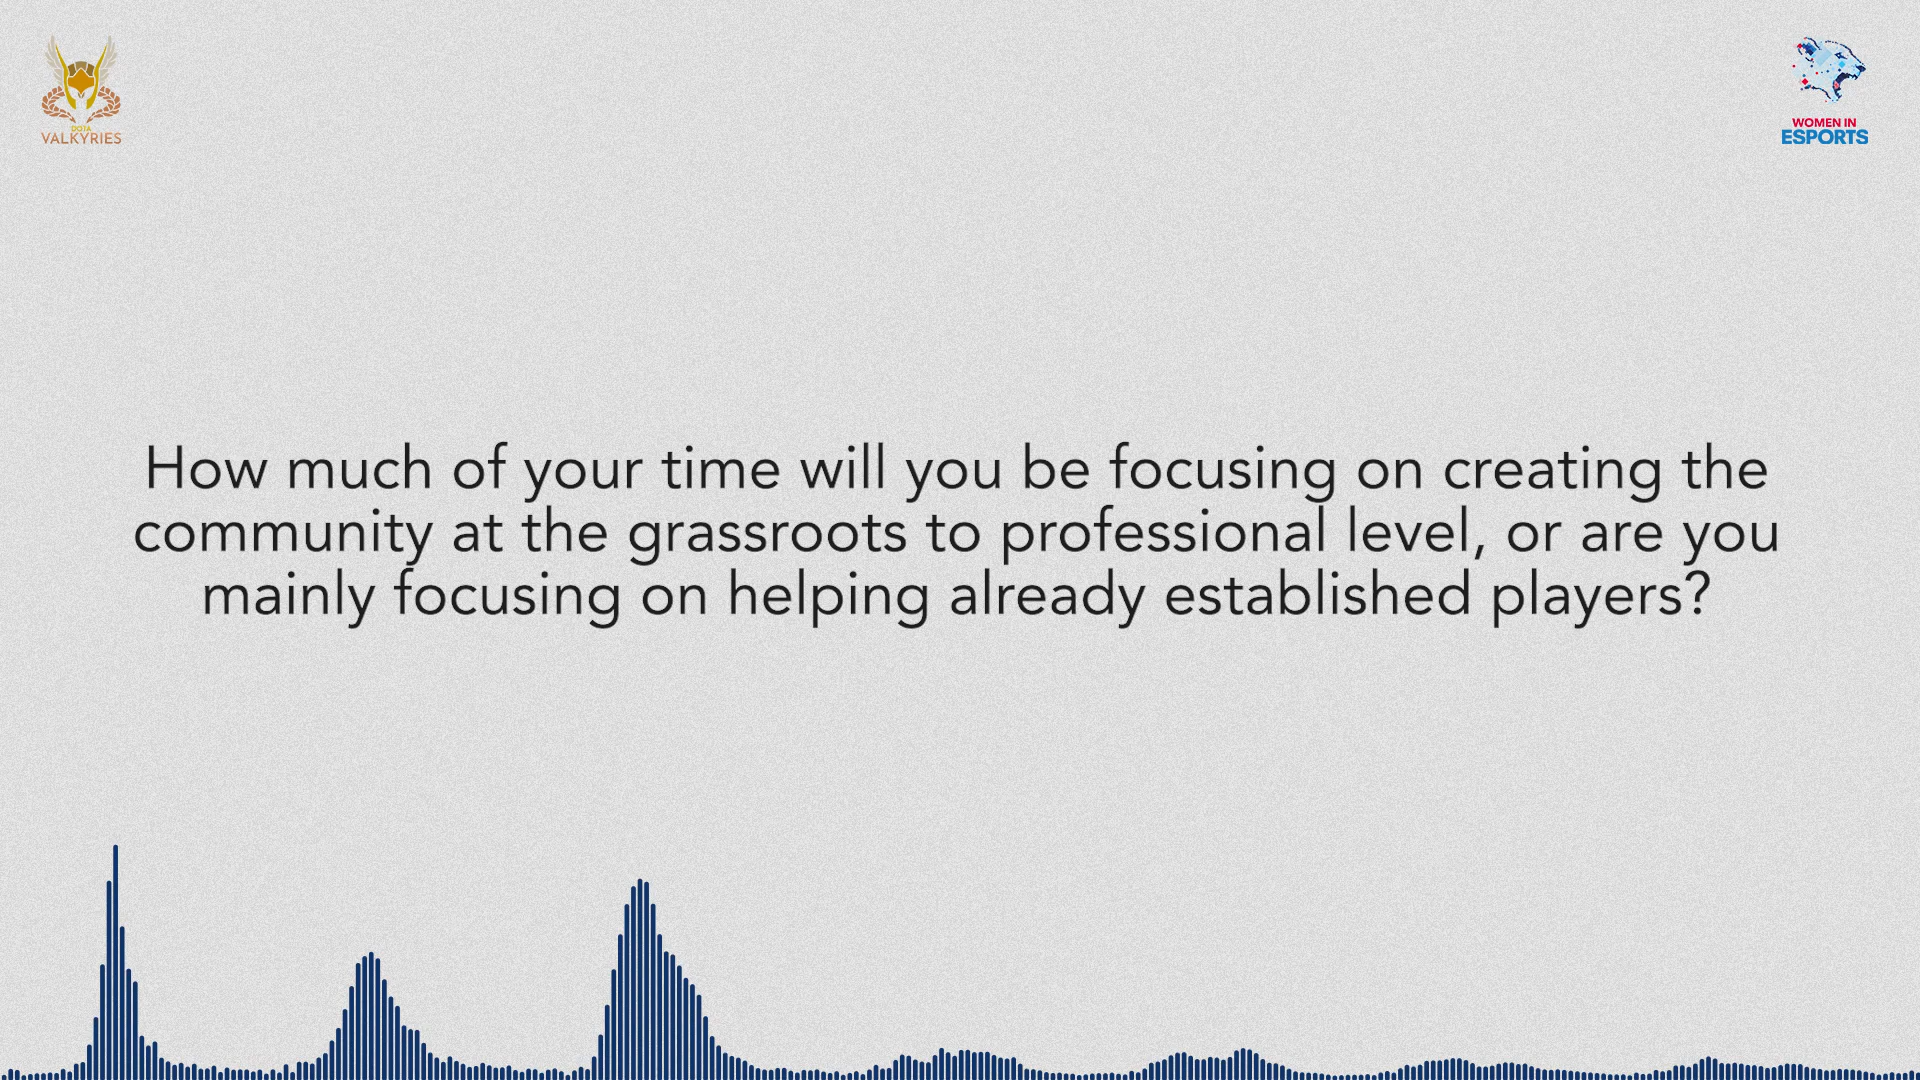 DOTA
VALKYRIES
WOMEN IN
ESPORTS
How much of your time will you be focusing on creating the
community at the grassroots to professional level, or are you
mainly focusing on helping already established players?